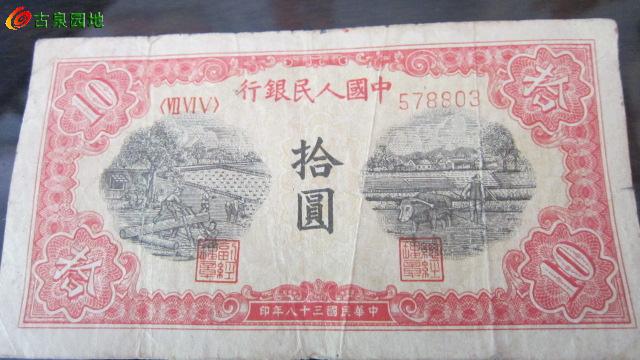 古泉园地
行銀民人國中
〈VII VI V〉
578803
10
拾
拾圓
拾
10
印年八十三國民華中